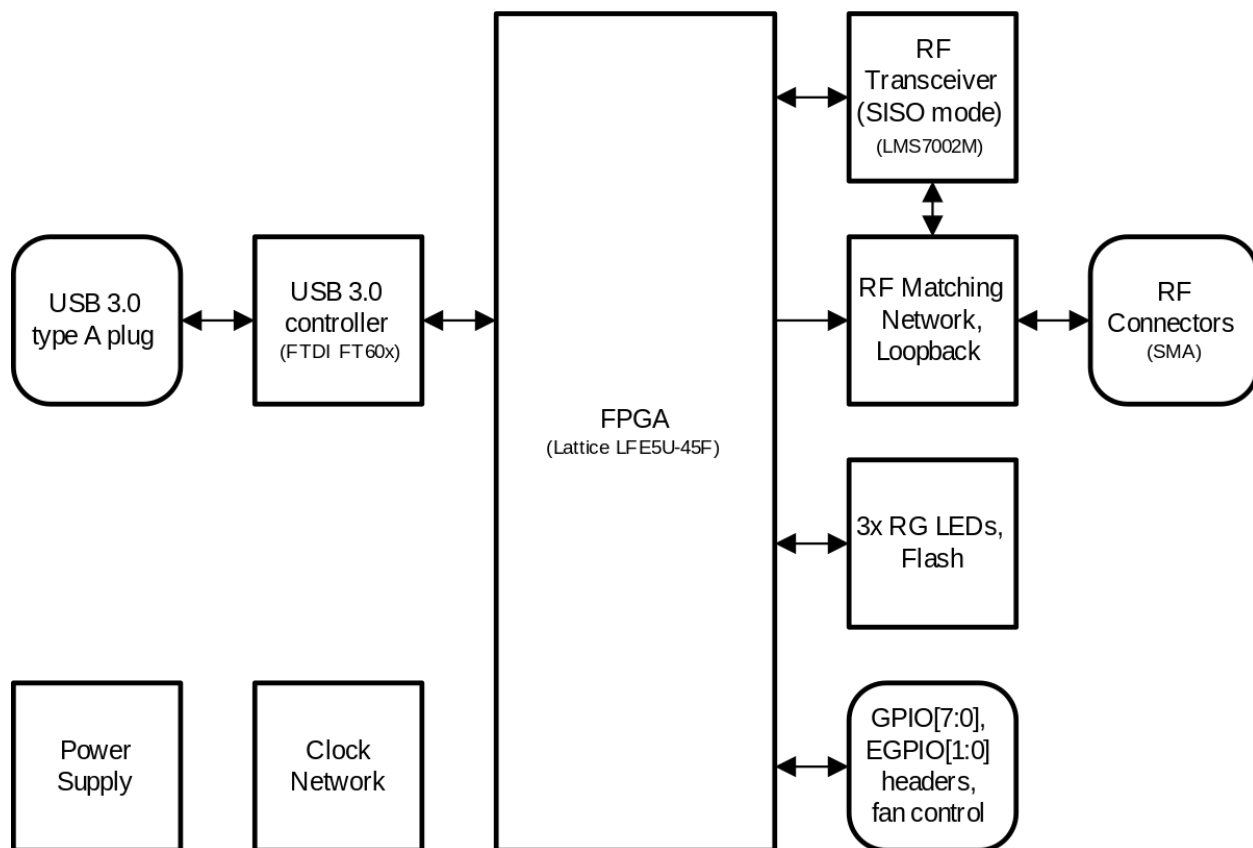 RF
Transceiver
(SISO mode)
(LMS7002M)
USB 3.0
type A plug
USB 3.0
controller
(FTDI FT60x)
RF Matching
Network,
Loopback
RF
Connectors
(SMA)
FPGA
(Lattice LFE5U-45F)
3x RG LEDs,
Flash
Power
Supply
Clock
Network
GPIO[7:0],
EGPIO[1:0]
headers,
fan control